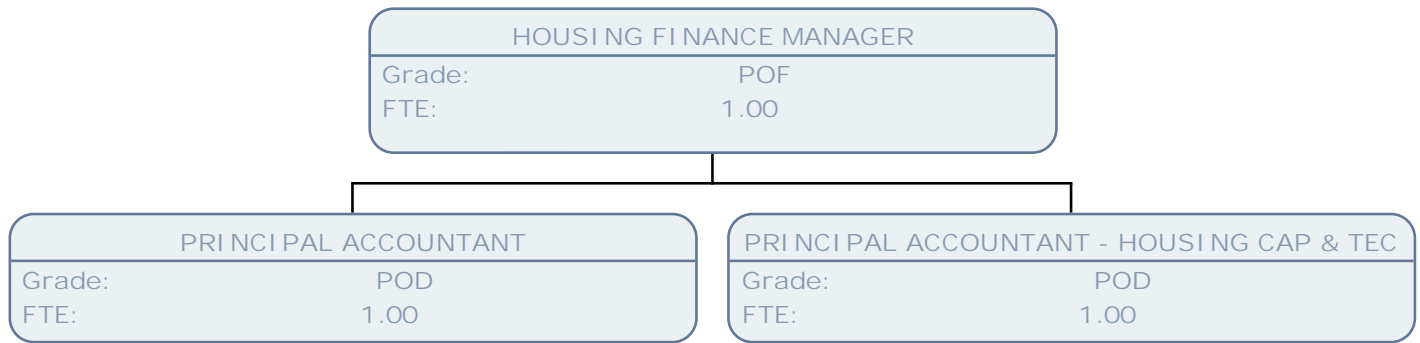 HOUSING FINANCE MANAGER
Grade: POF
FTE: 1.00
PRINCIPAL ACCOUNTANT
Grade: POD
FTE: 1.00
PRINCIPAL ACCOUNTANT - HOUSING CAP & TEC
Grade: POD
FTE: 1.00